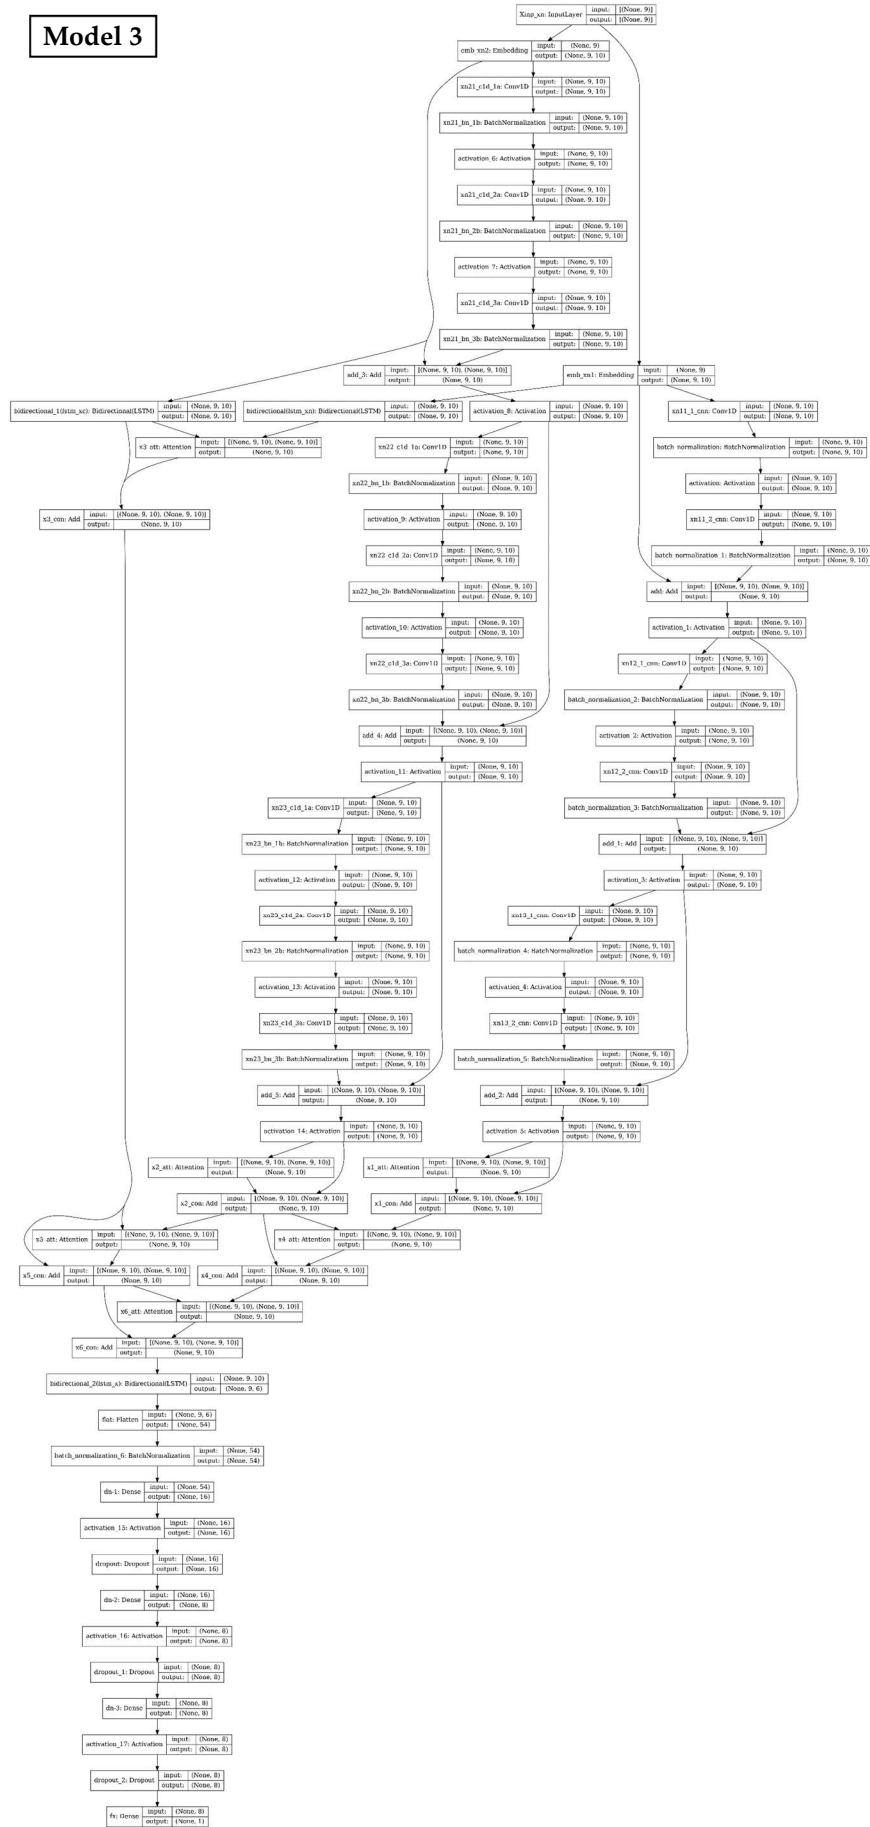 Model 3
Xinp_xn: InputLayer input: [(None, 9)] output: [(None, 9)]
emb_xn2: Embedding input: (None, 9) output: (None, 9, 10)
xn21_c1d_1a: Conv1D input: (None, 9, 10) output: (None, 9, 10)
xn21_bn_1b: BatchNormalization input: (None, 9, 10) output: (None, 9, 10)
activation_6: Activation input: (None, 9, 10) output: (None, 9, 10)
xn21_c1d_2a: Conv1D input: (None, 9, 10) output: (None, 9, 10)
xn21_bn_2b: BatchNormalization input: (None, 9, 10) output: (None, 9, 10)
activation_7: Activation input: (None, 9, 10) output: (None, 9, 10)
xn21_c1d_3a: Conv1D input: (None, 9, 10) output: (None, 9, 10)
xn21_bn_3b: BatchNormalization input: (None, 9, 10) output: (None, 9, 10)
add_3: Add input: [(None, 9, 10), (None, 9, 10)] output: (None, 9, 10)
emb_xn1: Embedding input: (None, 9) output: (None, 9, 10)
bidirectional_1(lstm_xc): Bidirectional(LSTM) input: (None, 9, 10) output: (None, 9, 10)
bidirectional(lstm_xn): Bidirectional(LSTM) input: (None, 9, 10) output: (None, 9, 10)
activation_8: Activation input: (None, 9, 10) output: (None, 9, 10)
xn11_1_cnn: Conv1D input: (None, 9, 10) output: (None, 9, 10)
x3_att: Attention input: [(None, 9, 10), (None, 9, 10)] output: (None, 9, 10)
xn22_c1d_1a: Conv1D input: (None, 9, 10) output: (None, 9, 10)
batch_normalization: BatchNormalization input: (None, 9, 10) output: (None, 9, 10)
xn22_bn_1b: BatchNormalization input: (None, 9, 10) output: (None, 9, 10)
activation: Activation input: (None, 9, 10) output: (None, 9, 10)
x3_con: Add input: [(None, 9, 10), (None, 9, 10)] output: (None, 9, 10)
activation_9: Activation input: (None, 9, 10) output: (None, 9, 10)
xn11_2_cnn: Conv1D input: (None, 9, 10) output: (None, 9, 10)
xn22_c1d_2a: Conv1D input: (None, 9, 10) output: (None, 9, 10)
batch_normalization_1: BatchNormalization input: (None, 9, 10) output: (None, 9, 10)
xn22_bn_2b: BatchNormalization input: (None, 9, 10) output: (None, 9, 10)
add: Add input: [(None, 9, 10), (None, 9, 10)] output: (None, 9, 10)
activation_10: Activation input: (None, 9, 10) output: (None, 9, 10)
activation_1: Activation input: (None, 9, 10) output: (None, 9, 10)
xn22_c1d_3a: Conv1D input: (None, 9, 10) output: (None, 9, 10)
xn12_1_cnn: Conv1D input: (None, 9, 10) output: (None, 9, 10)
xn22_bn_3b: BatchNormalization input: (None, 9, 10) output: (None, 9, 10)
batch_normalization_2: BatchNormalization input: (None, 9, 10) output: (None, 9, 10)
add_4: Add input: [(None, 9, 10), (None, 9, 10)] output: (None, 9, 10)
activation_2: Activation input: (None, 9, 10) output: (None, 9, 10)
activation_11: Activation input: (None, 9, 10) output: (None, 9, 10)
xn12_2_cnn: Conv1D input: (None, 9, 10) output: (None, 9, 10)
xn23_c1d_1a: Conv1D input: (None, 9, 10) output: (None, 9, 10)
batch_normalization_3: BatchNormalization input: (None, 9, 10) output: (None, 9, 10)
xn23_bn_1b: BatchNormalization input: (None, 9, 10) output: (None, 9, 10)
add_1: Add input: [(None, 9, 10), (None, 9, 10)] output: (None, 9, 10)
activation_12: Activation input: (None, 9, 10) output: (None, 9, 10)
activation_3: Activation input: (None, 9, 10) output: (None, 9, 10)
xn23_c1d_2a: Conv1D input: (None, 9, 10) output: (None, 9, 10)
xn13_1_cnn: Conv1D input: (None, 9, 10) output: (None, 9, 10)
xn23_bn_2b: BatchNormalization input: (None, 9, 10) output: (None, 9, 10)
batch_normalization_4: BatchNormalization input: (None, 9, 10) output: (None, 9, 10)
activation_13: Activation input: (None, 9, 10) output: (None, 9, 10)
activation_4: Activation input: (None, 9, 10) output: (None, 9, 10)
xn23_c1d_3a: Conv1D input: (None, 9, 10) output: (None, 9, 10)
xn13_2_cnn: Conv1D input: (None, 9, 10) output: (None, 9, 10)
xn23_bn_3b: BatchNormalization input: (None, 9, 10) output: (None, 9, 10)
batch_normalization_5: BatchNormalization input: (None, 9, 10) output: (None, 9, 10)
add_5: Add input: [(None, 9, 10), (None, 9, 10)] output: (None, 9, 10)
add_2: Add input: [(None, 9, 10), (None, 9, 10)] output: (None, 9, 10)
activation_14: Activation input: (None, 9, 10) output: (None, 9, 10)
activation_5: Activation input: (None, 9, 10) output: (None, 9, 10)
x2_att: Attention input: [(None, 9, 10), (None, 9, 10)] output: (None, 9, 10)
x1_att: Attention input: [(None, 9, 10), (None, 9, 10)] output: (None, 9, 10)
x2_con: Add input: [(None, 9, 10), (None, 9, 10)] output: (None, 9, 10)
x1_con: Add input: [(None, 9, 10), (None, 9, 10)] output: (None, 9, 10)
x5_att: Attention input: [(None, 9, 10), (None, 9, 10)] output: (None, 9, 10)
x4_att: Attention input: [(None, 9, 10), (None, 9, 10)] output: (None, 9, 10)
x5_con: Add input: [(None, 9, 10), (None, 9, 10)] output: (None, 9, 10)
x4_con: Add input: [(None, 9, 10), (None, 9, 10)] output: (None, 9, 10)
x6_att: Attention input: [(None, 9, 10), (None, 9, 10)] output: (None, 9, 10)
x6_con: Add input: [(None, 9, 10), (None, 9, 10)] output: (None, 9, 10)
bidirectional_2(lstm_x): Bidirectional(LSTM) input: (None, 9, 10) output: (None, 9, 6)
flat: Flatten input: (None, 9, 6) output: (None, 54)
batch_normalization_6: BatchNormalization input: (None, 54) output: (None, 54)
dn-1: Dense input: (None, 54) output: (None, 16)
activation_15: Activation input: (None, 16) output: (None, 16)
dropout: Dropout input: (None, 16) output: (None, 16)
dn-2: Dense input: (None, 16) output: (None, 8)
activation_16: Activation input: (None, 8) output: (None, 8)
dropout_1: Dropout input: (None, 8) output: (None, 8)
dn-3: Dense input: (None, 8) output: (None, 8)
activation_17: Activation input: (None, 8) output: (None, 8)
dropout_2: Dropout input: (None, 8) output: (None, 8)
Dense input: (None, 8) output: (None, 1)